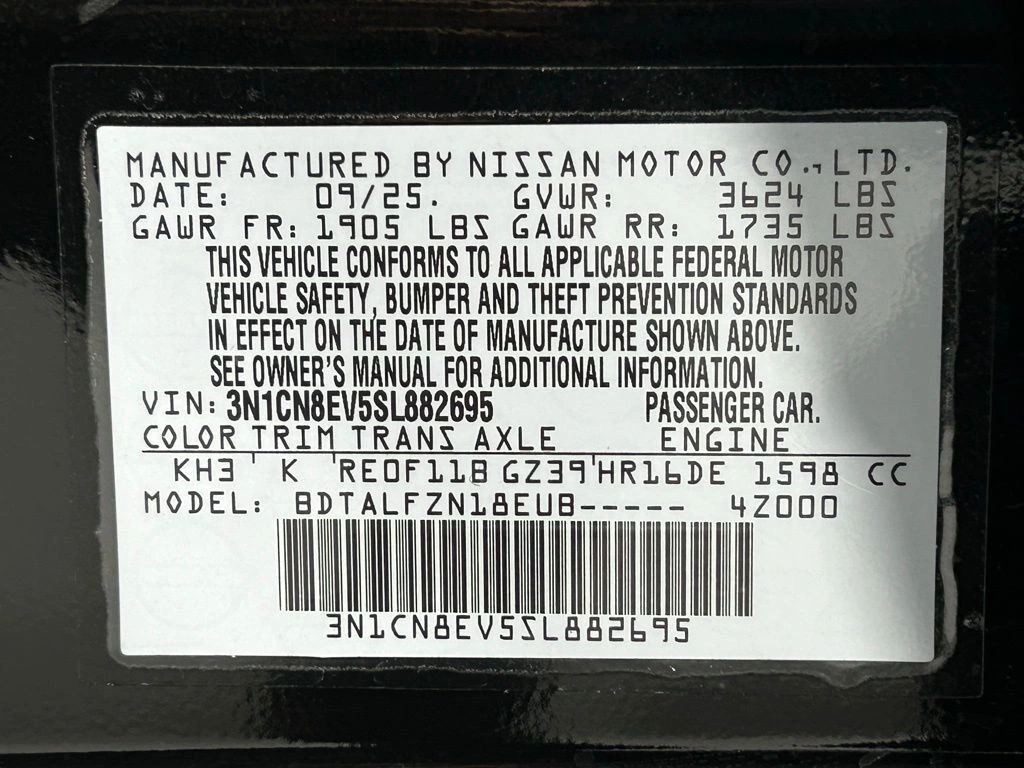 MANUFACTURED BY NISSAN MOTOR CO., LTD.
DATE: 09/25. GVWR: 3624 LBS
GAWR FR: 1905 LBS GAWR RR: 1735 LBS
THIS VEHICLE CONFORMS TO ALL APPLICABLE FEDERAL MOTOR
VEHICLE SAFETY, BUMPER AND THEFT PREVENTION STANDARDS
IN EFFECT ON THE DATE OF MANUFACTURE SHOWN ABOVE.
SEE OWNER'S MANUAL FOR ADDITIONAL INFORMATION.
VIN: 3N1CN8EV5SL882695 PASSENGER CAR.
COLOR TRIM TRANS AXLE ENGINE
KH3 ' K 'RE0F11B GZ39'HR16DE 1598 CC
MODEL: BDTALFZN18EUB----- 4Z000
3N1CN8EV5SL882695